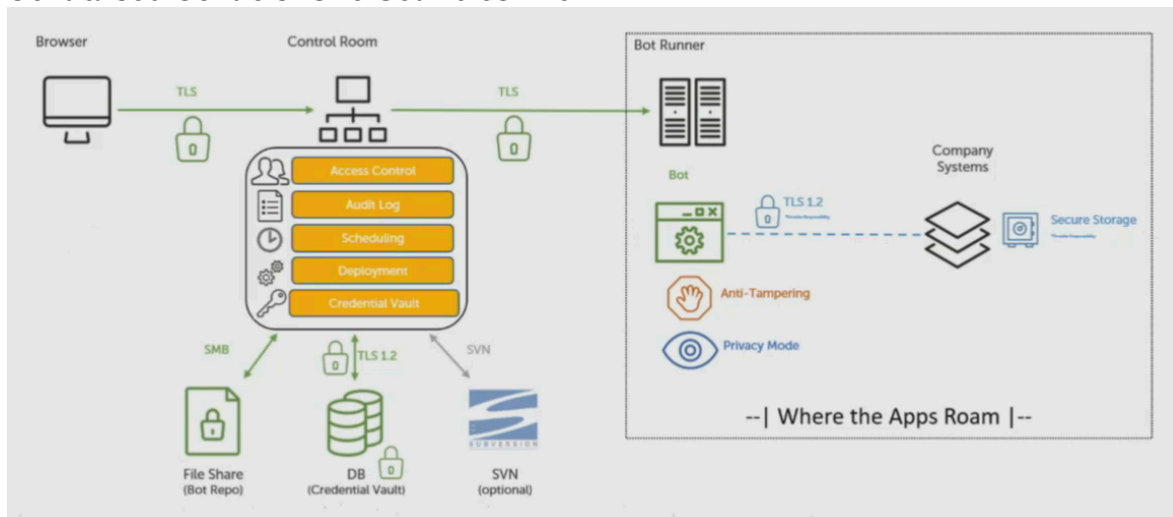 Browser
Control Room
Bot Runner
TLS
TLS
Access Control
Audit Log
Scheduling
Deployment
Credential Vault
Bot
Company
Systems
TLS 1.2
Secure Storage
Anti-Tampering
Privacy Mode
SMB
TLS 1.2
SVN
SUBVERSION
--| Where the Apps Roam |--
File Share
(Bot Repo)
DB
(Credential Vault)
SVN
(optional)